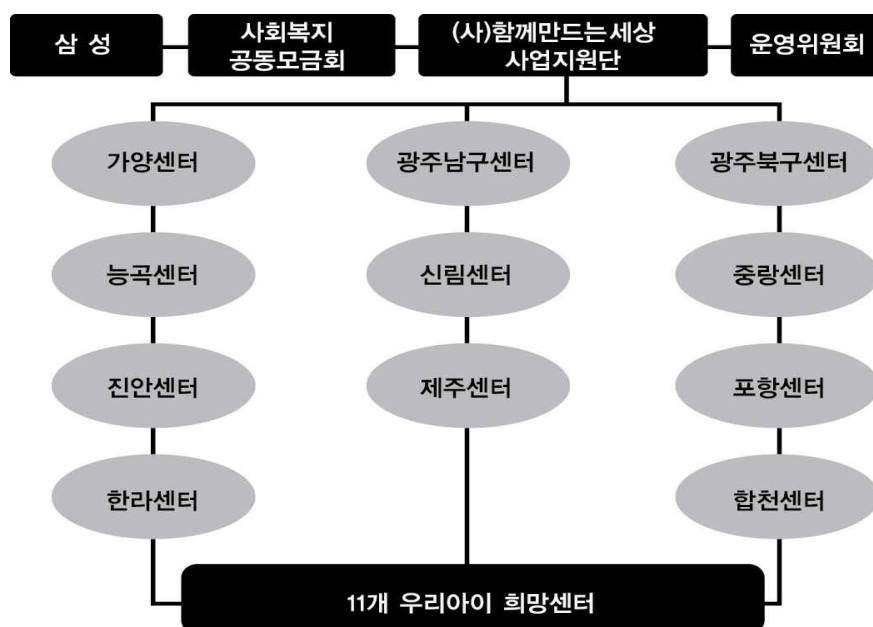 삼 성
사회복지
공동모금회
(사)함께만드는세상
사업지원단
운영위원회
가양센터
광주남구센터
광주북구센터
능곡센터
신림센터
중랑센터
진안센터
제주센터
포항센터
한라센터
합천센터
11개 우리아이 희망센터